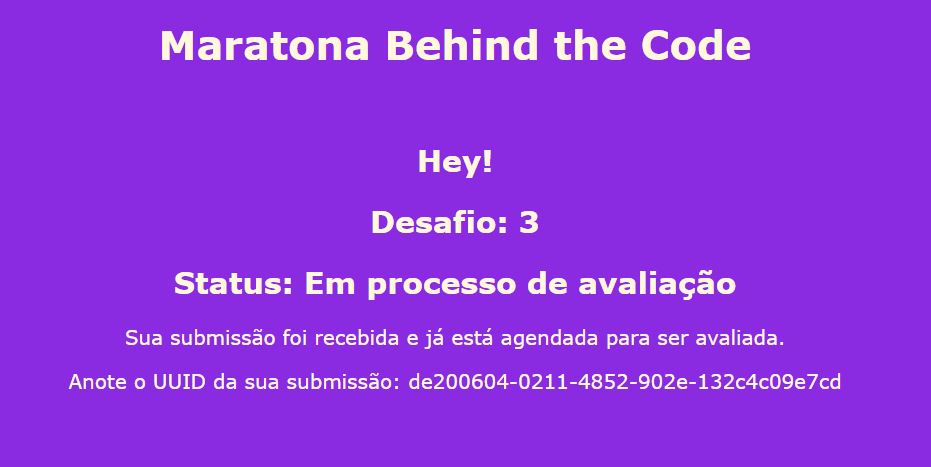 Maratona Behind the Code
Hey!
Desafio: 3
Status: Em processo de avaliação
Sua submissão foi recebida e já está agendada para ser avaliada.
Anote o UUID da sua submissão: de200604-0211-4852-902e-132c4c09e7cd